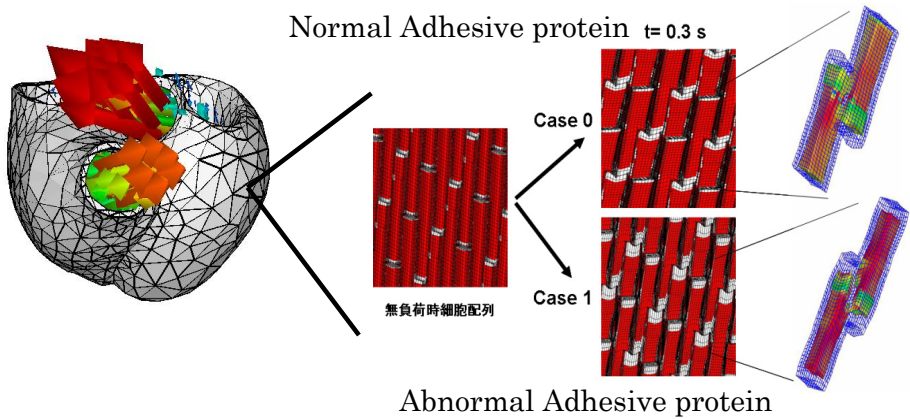 Normal Adhesive protein
t= 0.3 s
Case 0
Case 1
無負荷時細胞配列
Abnormal Adhesive protein